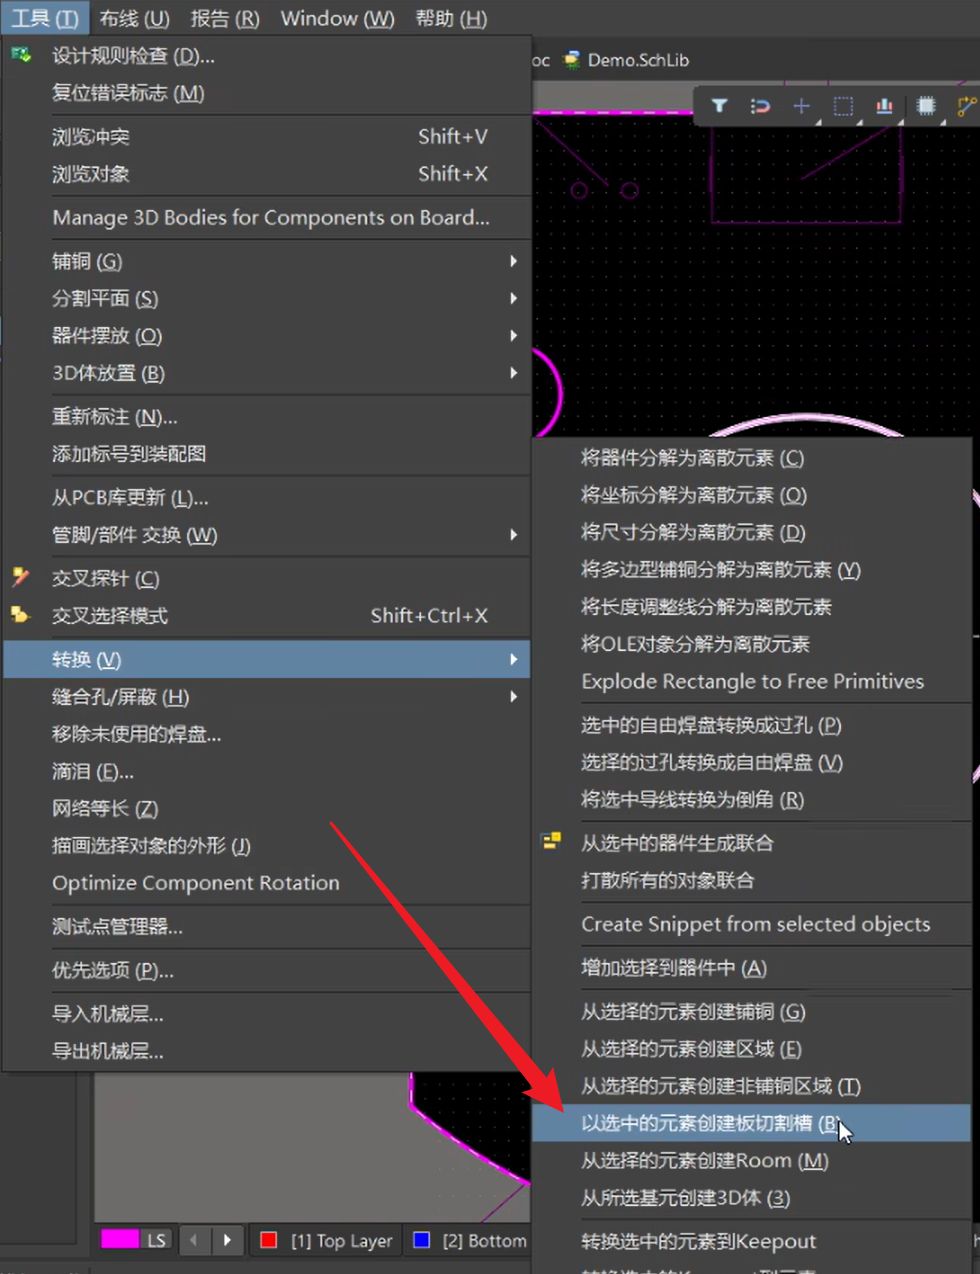 工具 (T) 布线 (U) 报告 (R) Window (W) 帮助 (H)
oc Demo.SchLib
设计规则检查 (D)...
复位错误标志 (M)
浏览冲突 Shift+V
浏览对象 Shift+X
Manage 3D Bodies for Components on Board...
铺铜 (G)
分割平面 (S)
器件摆放 (O)
3D体放置 (B)
重新标注 (N)...
添加标号到装配图
从PCB库更新 (L)...
管脚/部件 交换 (W)
交叉探针 (C)
交叉选择模式 Shift+Ctrl+X
转换 (V)
缝合孔/屏蔽 (H)
移除未使用的焊盘...
滴泪 (E)...
网络等长 (Z)
描画选择对象的外形 (J)
Optimize Component Rotation
测试点管理器...
优先选项 (P)...
导入机械层...
导出机械层...
将器件分解为离散元素 (C)
将坐标分解为离散元素 (O)
将尺寸分解为离散元素 (D)
将多边型铺铜分解为离散元素 (Y)
将长度调整线分解为离散元素
将OLE对象分解为离散元素
Explode Rectangle to Free Primitives
选中的自由焊盘转换成过孔 (P)
选择的过孔转换成自由焊盘 (V)
将选中导线转换为倒角 (R)
从选中的器件生成联合
打散所有的对象联合
Create Snippet from selected objects
增加选择到器件中 (A)
从选择的元素创建铺铜 (G)
从选择的元素创建区域 (E)
从选择的元素创建非铺铜区域 (T)
以选中的元素创建板切割槽 (B)
从选择的元素创建Room (M)
从所选基元创建3D体 (3)
转换选中的元素到Keepout
LS [1] Top Layer [2] Bottom